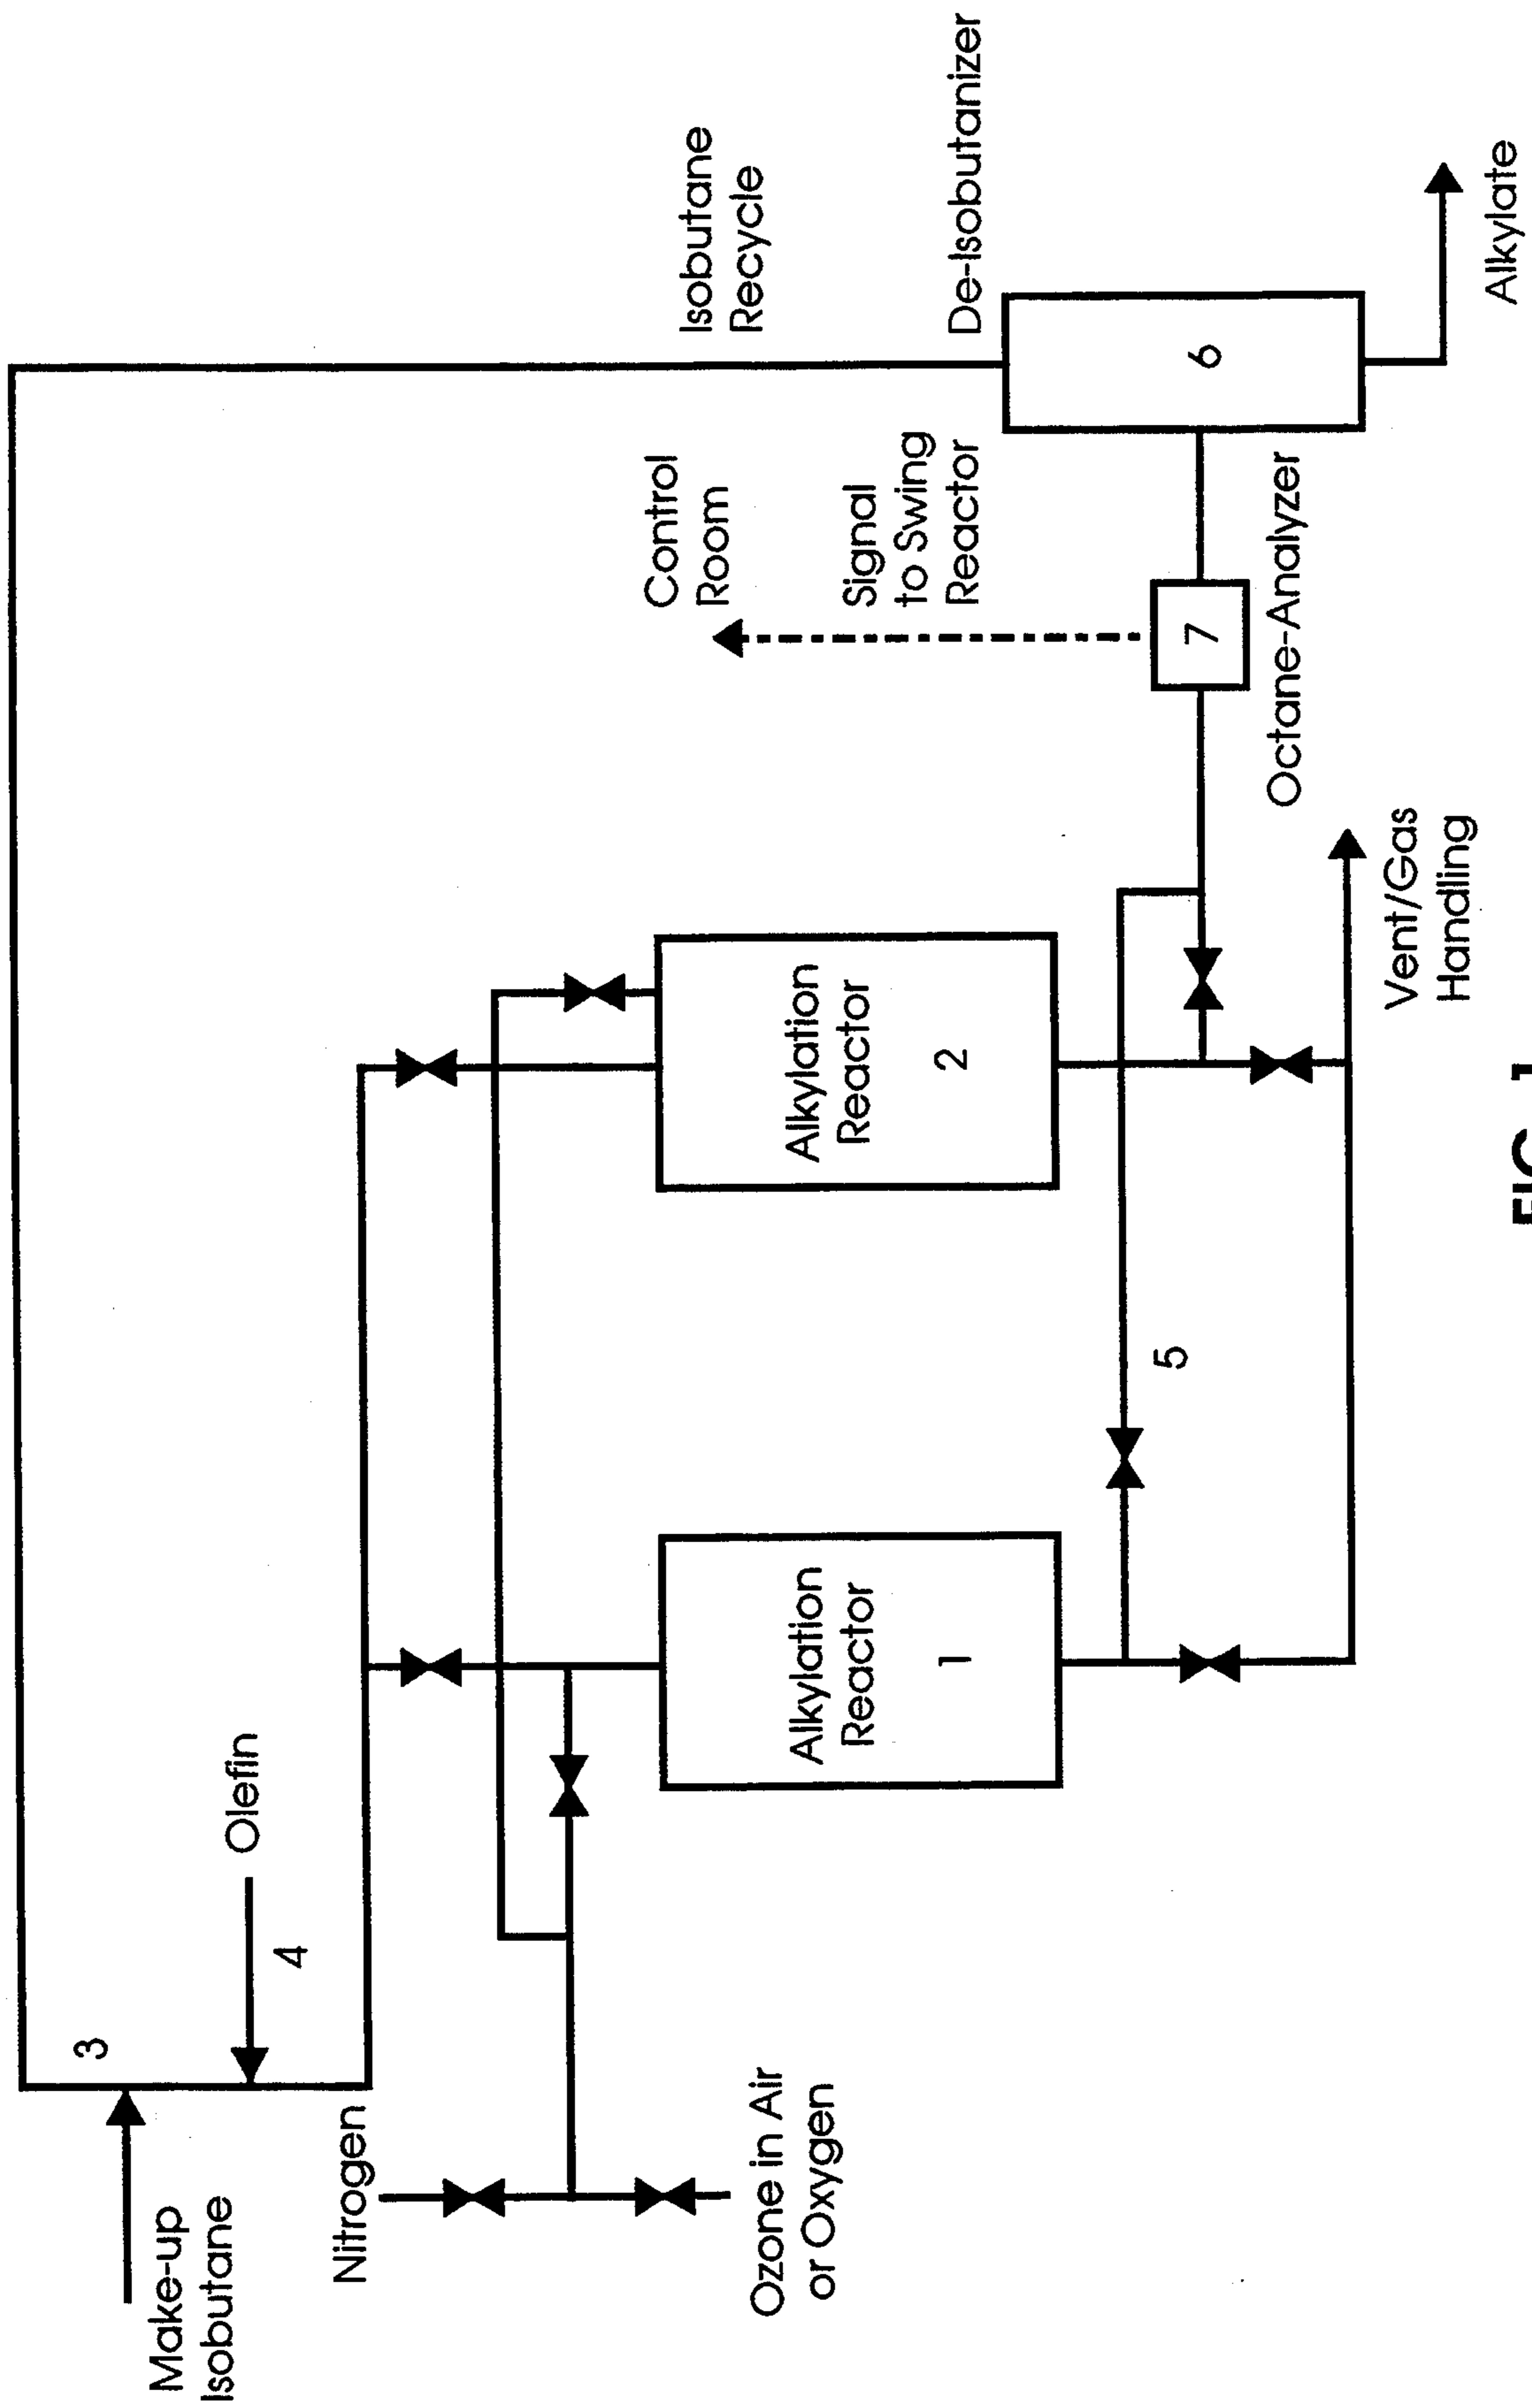 Isobutane
Recycle
3
Make-up
Isobutane
Olefin
4
Nitrogen
Ozone in Air
or Oxygen
Control
Room
Signal
to Swing
Reactor
De-Isobutanizer
Alkylation
Reactor
1
Alkylation
Reactor
2
6
7
5
Octane-Analyzer
Vent/Gas
Handling
Alkylate